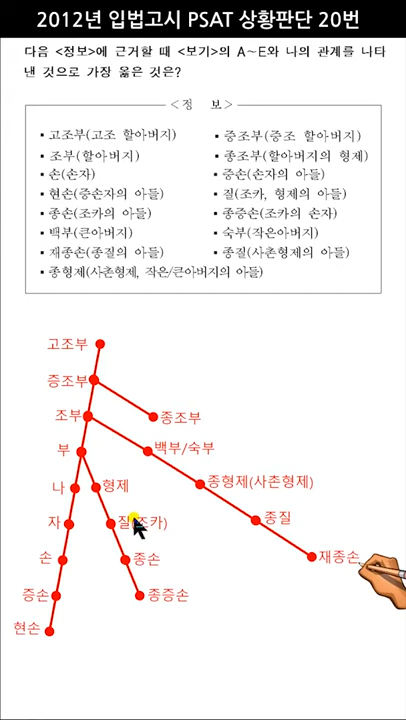 2012년 입법고시 PSAT 상황판단 20번
다음 <정보>에 근거할 때 <보기>의 A~E와 나의 관계를 나타
낸 것으로 가장 옳은 것은?
<정 보>
▪ 고조부(고조 할아버지) ▪ 증조부(증조 할아버지)
▪ 조부(할아버지) ▪ 종조부(할아버지의 형제)
▪ 손(손자) ▪ 증손(손자의 아들)
▪ 현손(증손자의 아들) ▪ 질(조카, 형제의 아들)
▪ 종손(조카의 아들) ▪ 종증손(조카의 손자)
▪ 백부(큰아버지) ▪ 숙부(작은아버지)
▪ 재종손(종질의 아들) ▪ 종질(사촌형제의 아들)
▪ 종형제(사촌형제, 작은/큰아버지의 아들)
고조부
증조부
조부 종조부
부 백부/숙부
나 형제 종형제(사촌형제)
자 질(조카) 종질
손 종손 재종손
증손 종증손
현손